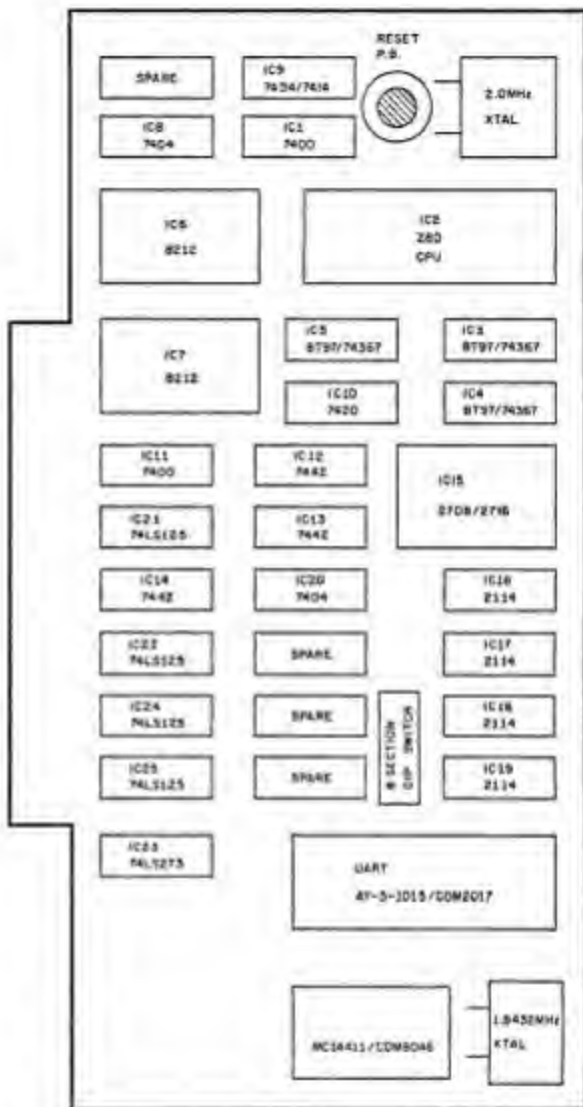 RESET
P.B.
SPARE
IC9
7434/7414
2.0MHz
XTAL
IC8
7404
IC1
7400
IC6
8212
IC2
Z80
CPU
IC7
8212
IC5
8T97/74367
IC3
8T97/74367
IC10
7420
IC4
8T97/74367
IC11
7400
IC12
7442
IC15
2708/2716
IC21
74LS125
IC13
7442
IC14
7442
IC20
7404
IC16
2114
IC22
74LS125
SPARE
IC17
2114
8-SECTION
DIP SWITCH
IC24
74LS125
SPARE
IC18
2114
IC25
74LS125
SPARE
IC19
2114
IC23
74LS273
UART
AY-3-1015/COM2017
MC14411/COM8046
1.8432MHz
XTAL